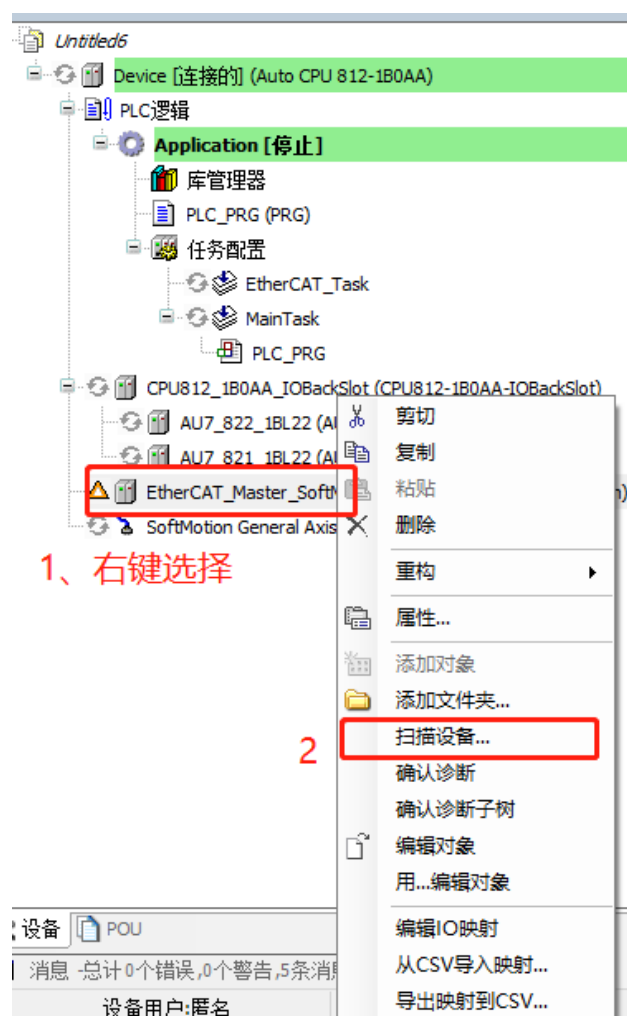 Untitled6
Device [连接的] (Auto CPU 812-1B0AA)
PLC逻辑
Application [停止]
库管理器
PLC_PRG (PRG)
任务配置
EtherCAT_Task
MainTask
PLC_PRG
CPU812_1B0AA_IOBackSlot (CPU812-1B0AA-IOBackSlot)
AU7_822_1BL22 (A
AU7_821_1BL22 (A
EtherCAT_Master_Soft
SoftMotion General Axis
1、右键选择
剪切
复制
粘贴
删除
重构
属性...
添加对象
添加文件夹...
2
扫描设备...
确认诊断
确认诊断子树
编辑对象
用...编辑对象
编辑IO映射
从CSV导入映射...
导出映射到CSV...
设备
POU
消息 -总计0个错误,0个警告,5条消
设备用户:匿名